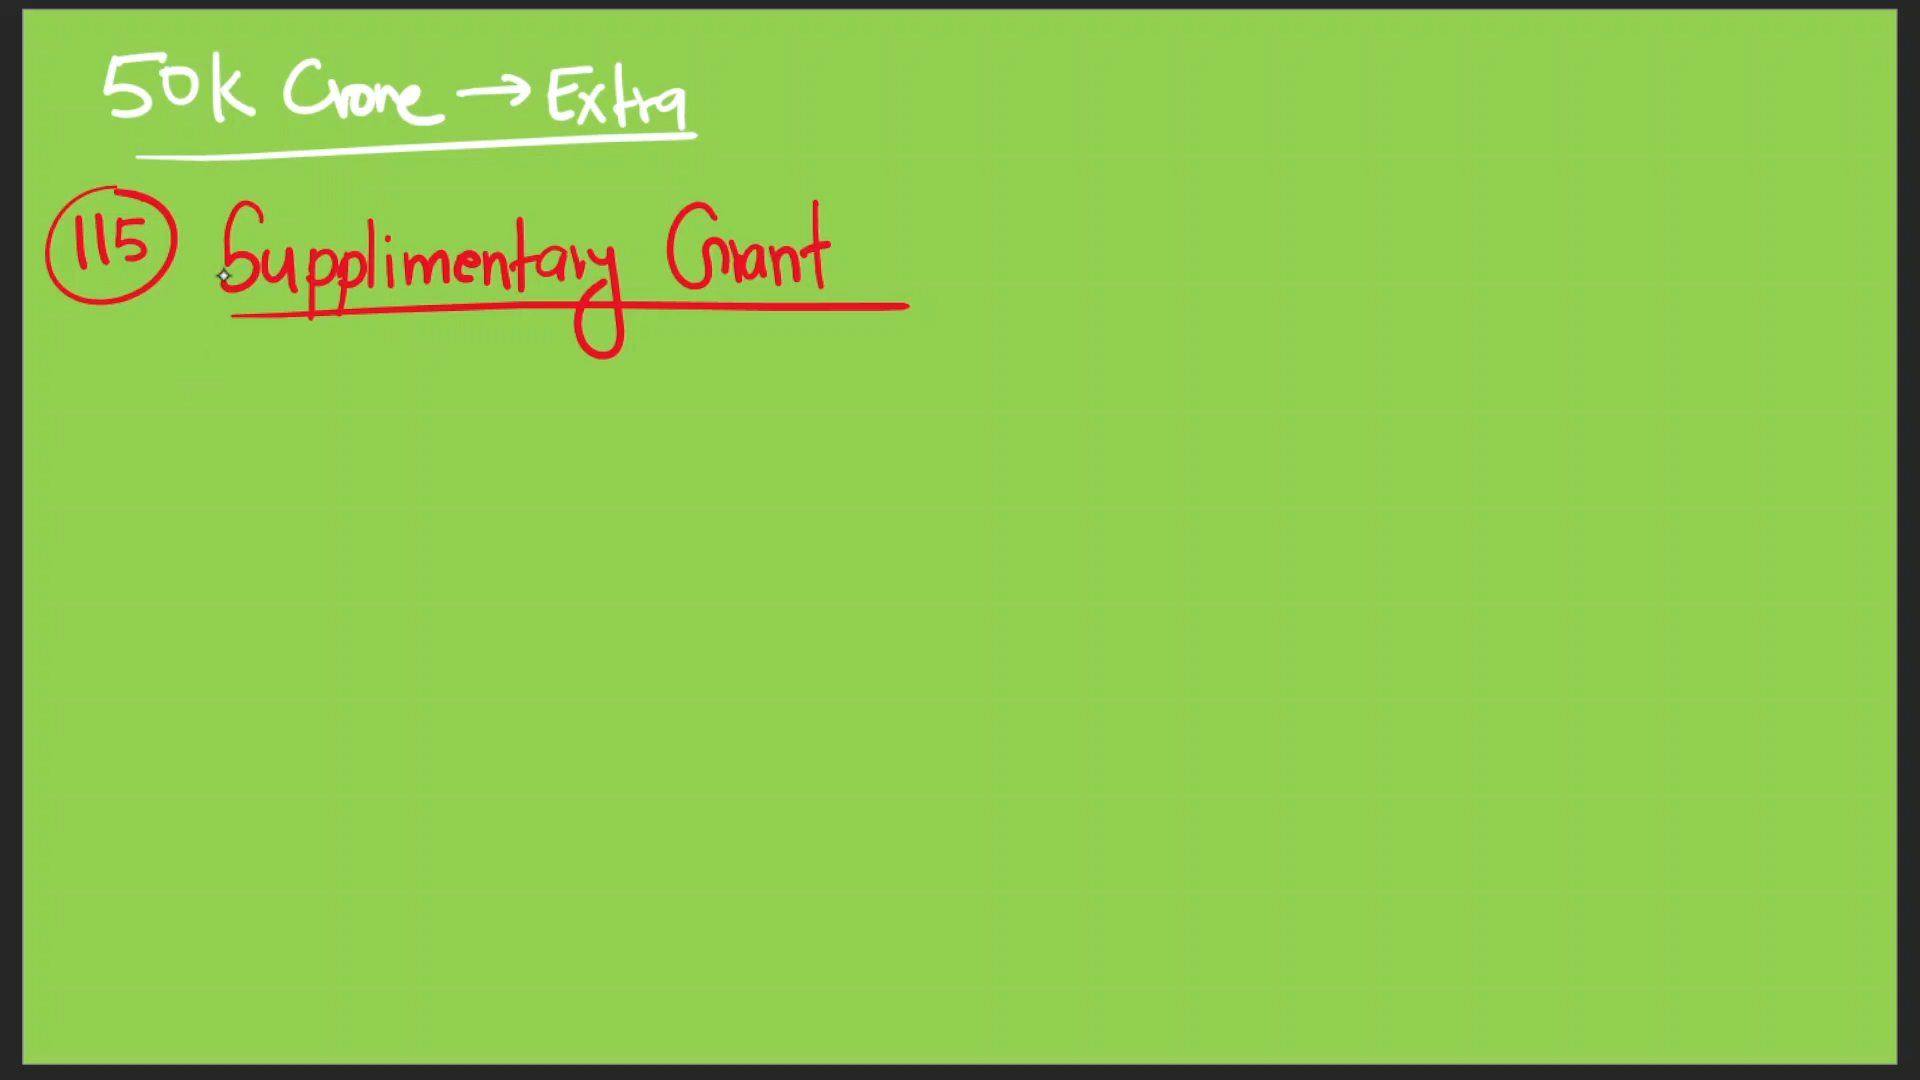 50k Crore → Extra
115 Supplimentary Grant